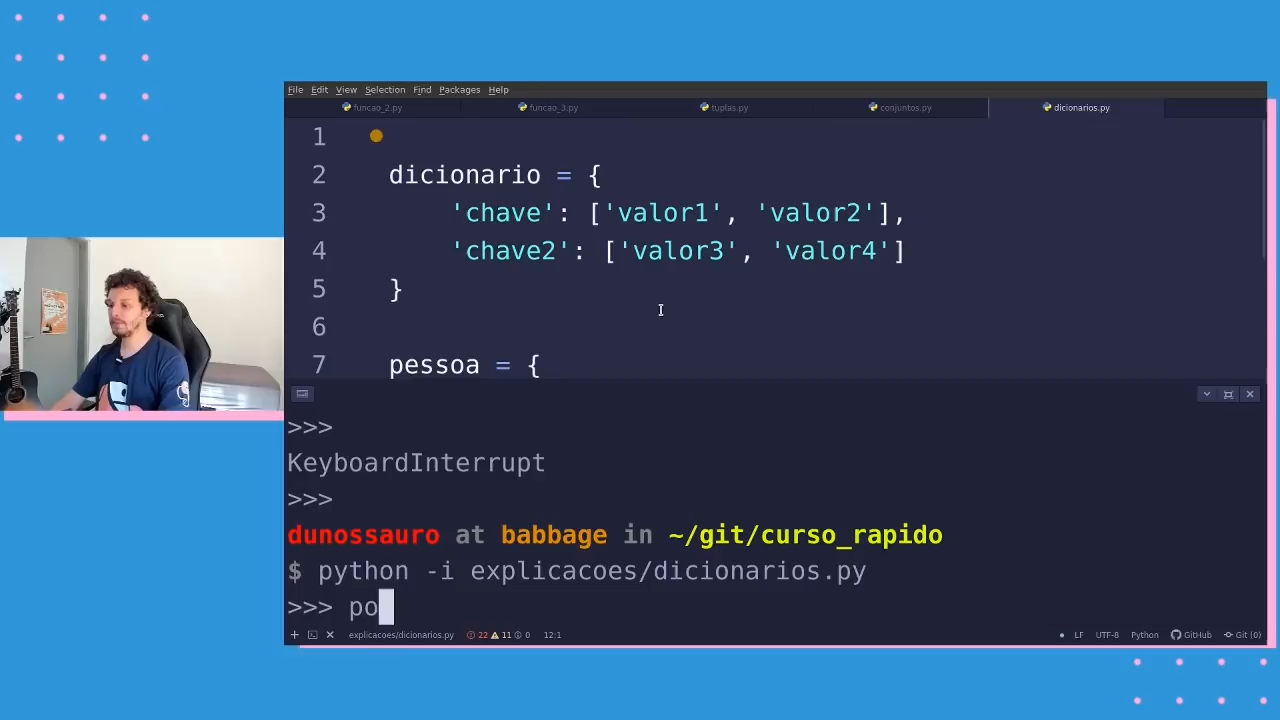 File Edit View Selection Find Packages Help
funcao_2.py funcao_3.py tuplas.py conjuntos.py dicionarios.py
1
2 dicionario = {
3 'chave': ['valor1', 'valor2'],
4 'chave2': ['valor3', 'valor4']
5 }
6
7 pessoa = {
>>>
KeyboardInterrupt
>>>
dunossauro at babbage in ~/git/curso_rapido
$ python -i explicacoes/dicionarios.py
>>> po
explicacoes/dicionarios.py 22 11 0 12:1 LF UTF-8 Python GitHub Git (0)